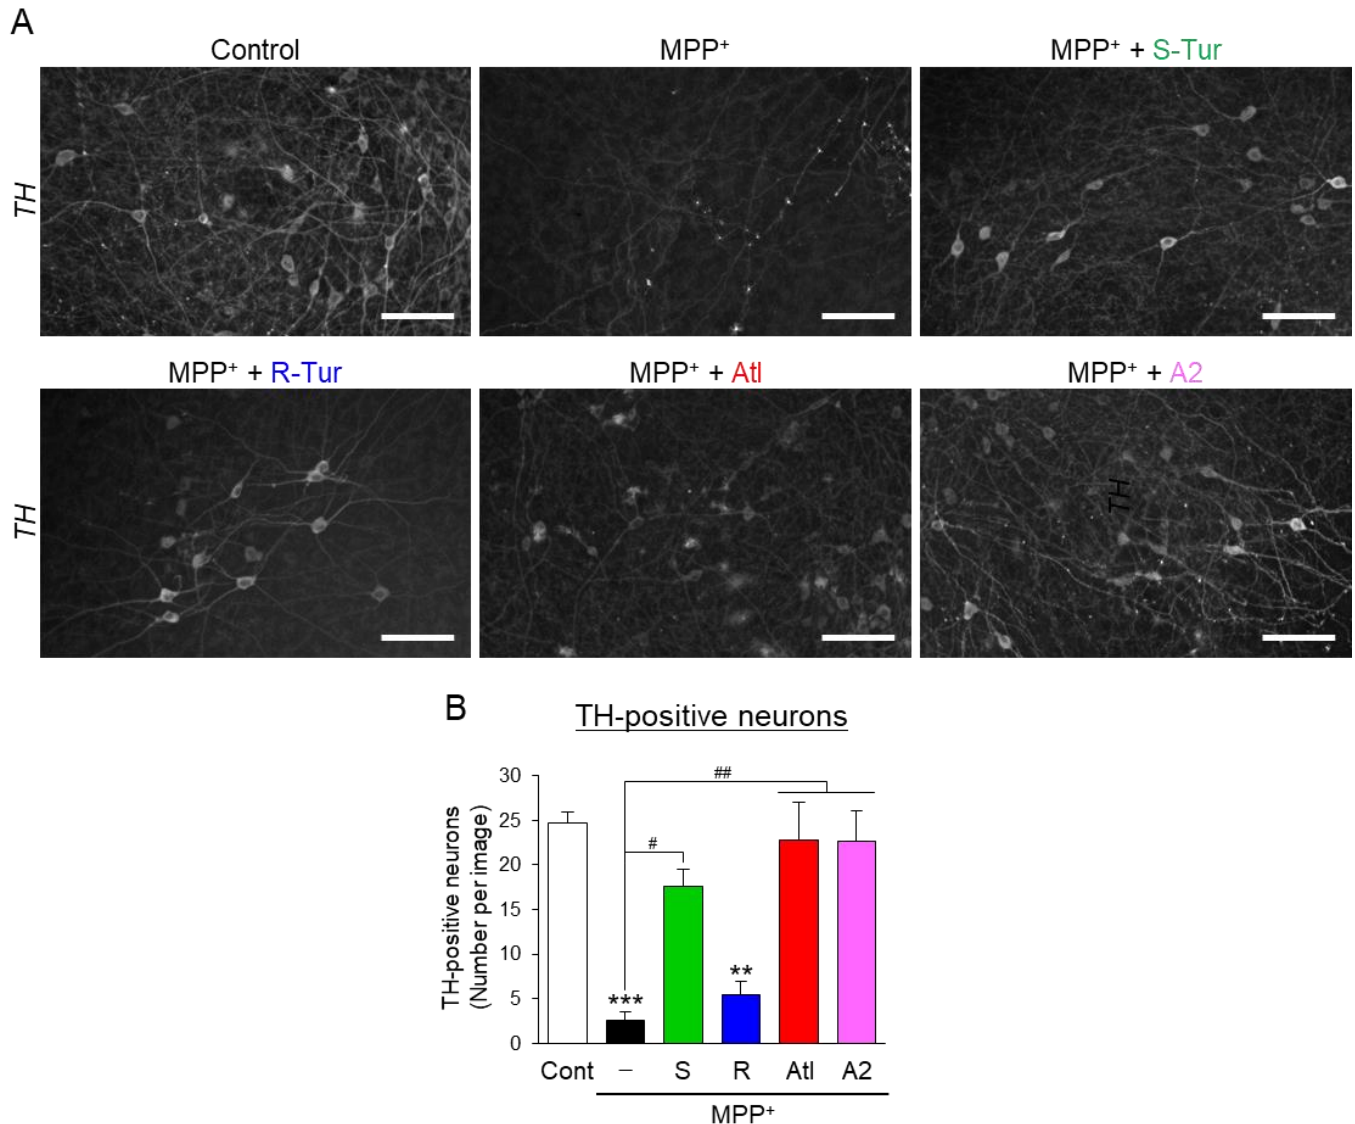 A
Control
MPP⁺
MPP⁺ + S-Tur
TH
MPP⁺ + R-Tur
MPP⁺ + Atl
MPP⁺ + A2
TH
TH
B
TH-positive neurons
TH-positive neurons
(Number per image)
30
25
20
15
10
5
0
##
#
***
**
Cont
–
S
R
Atl
A2
MPP⁺